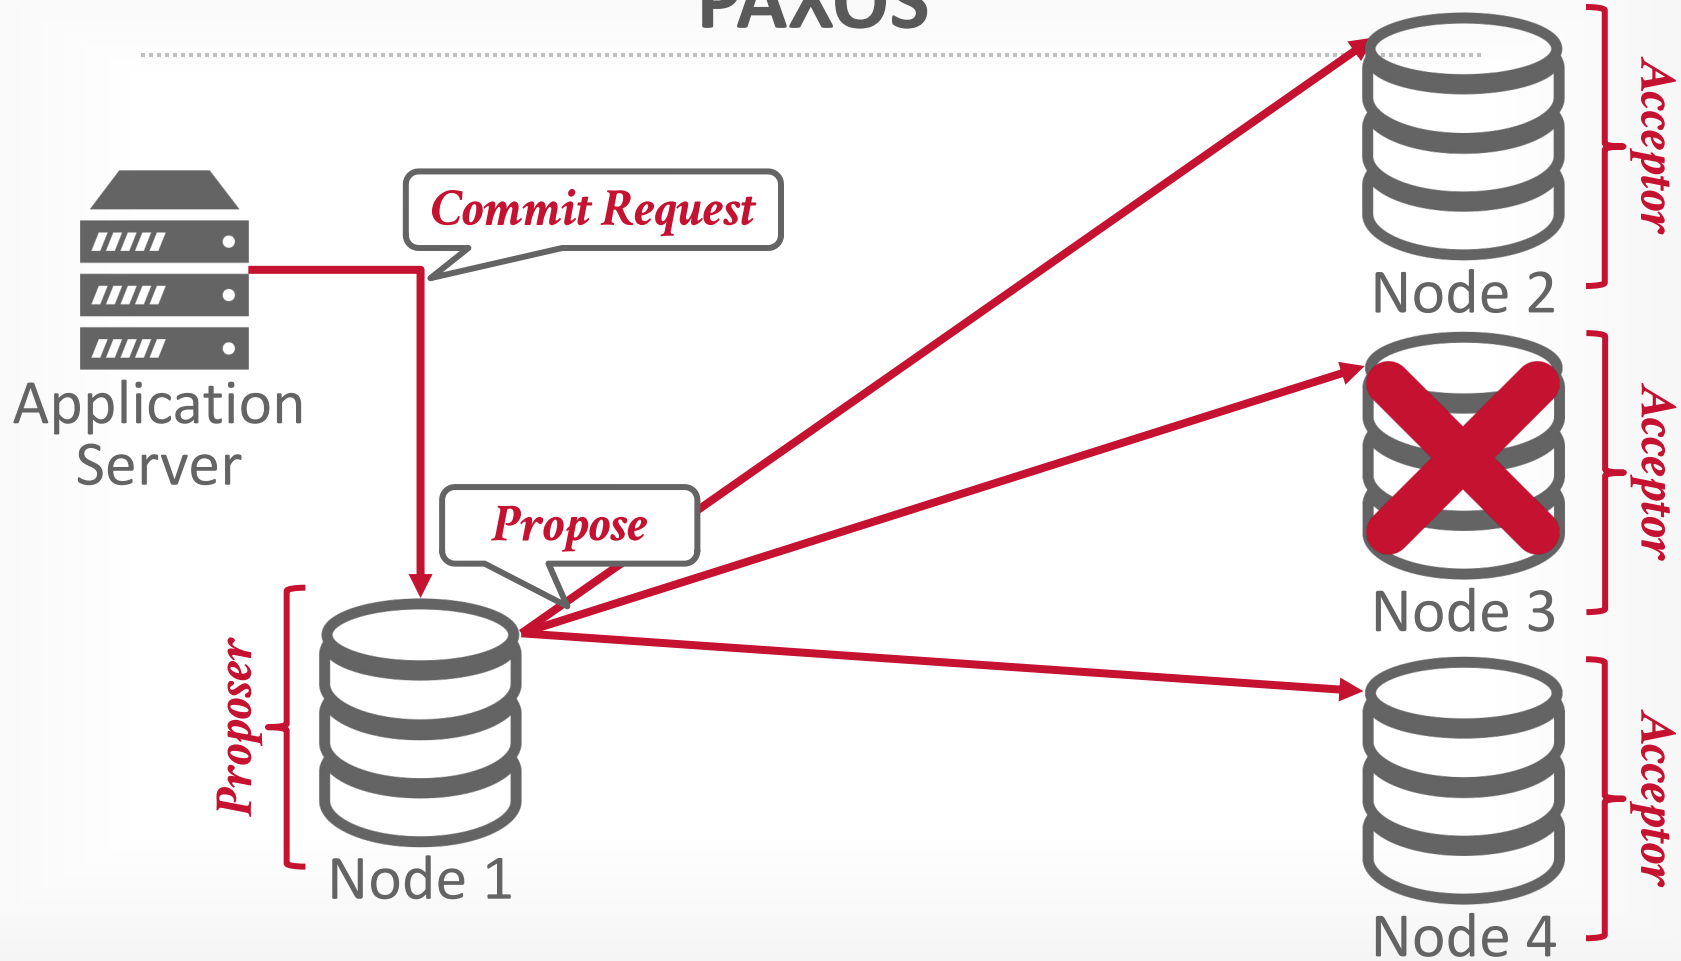 PAXOS
Commit Request
Application
Server
Propose
Proposer
Node 1
Acceptor
Node 2
Acceptor
Node 3
Acceptor
Node 4